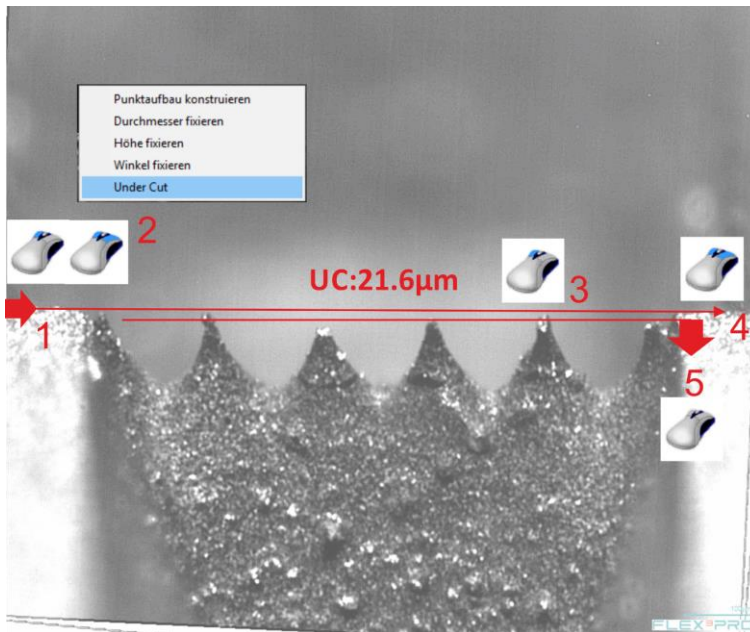 Punktaufbau konstruieren
Durchmesser fixieren
Höhe fixieren
Winkel fixieren
Under Cut
2
UC:21.6µm
3
1
4
5
FLEX PRO